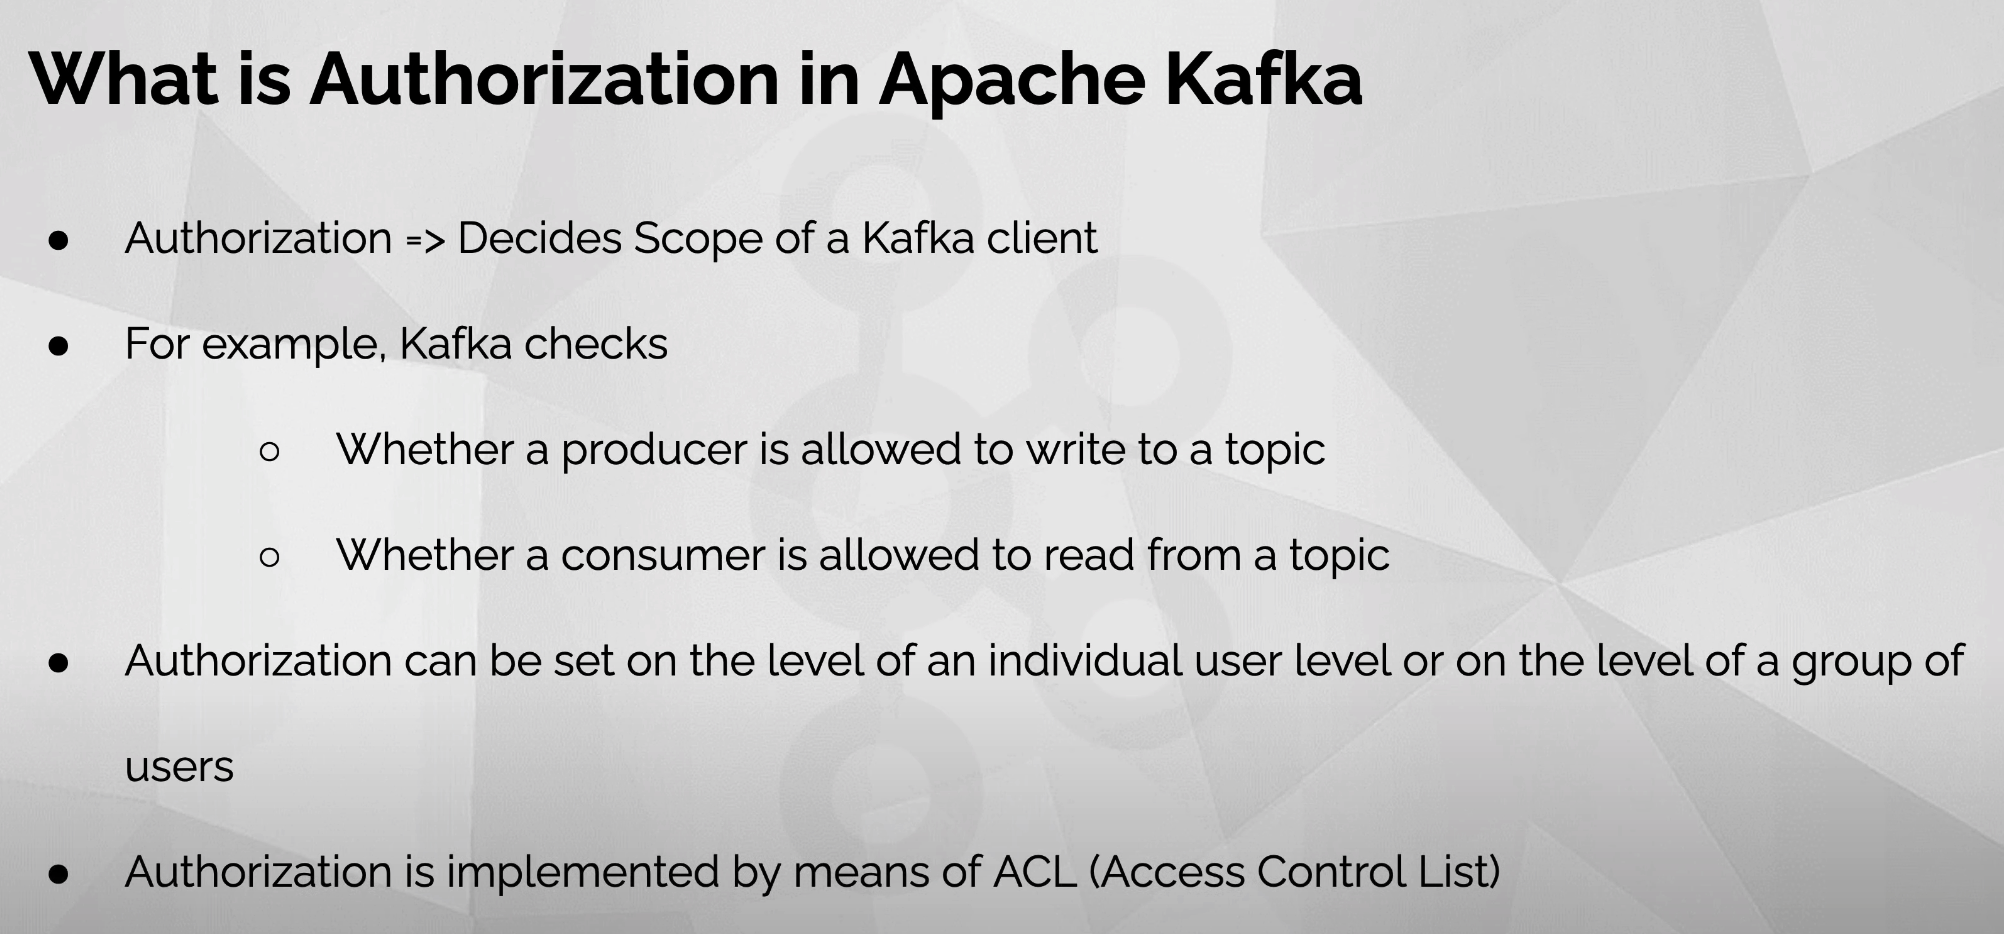 What is Authorization in Apache Kafka
● Authorization => Decides Scope of a Kafka client
● For example, Kafka checks
○ Whether a producer is allowed to write to a topic
○ Whether a consumer is allowed to read from a topic
● Authorization can be set on the level of an individual user level or on the level of a group of
users
● Authorization is implemented by means of ACL (Access Control List)